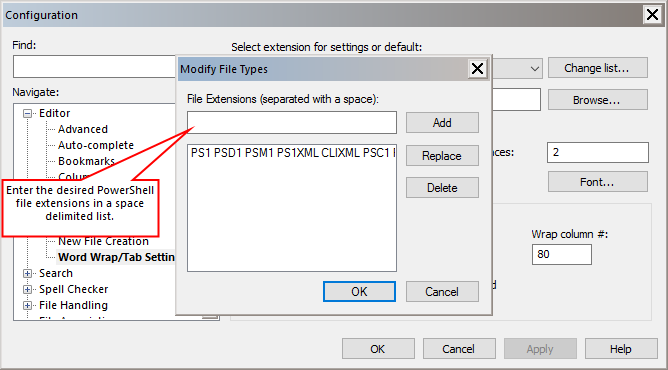 Configuration
Find:
Select extension for settings or default:
Change list...
Browse...
Navigate:
Editor
Advanced
Auto-complete
Bookmarks
New File Creation
Word Wrap/Tab Settin
Search
Spell Checker
File Handling
Modify File Types
File Extensions (separated with a space):
Add
PS1 PSD1 PSM1 PS1XML CLIXML PSC1
Replace
Delete
OK
Cancel
Enter the desired PowerShell
file extensions in a space
delimited list.
2
Font...
Wrap column #:
80
OK
Cancel
Apply
Help